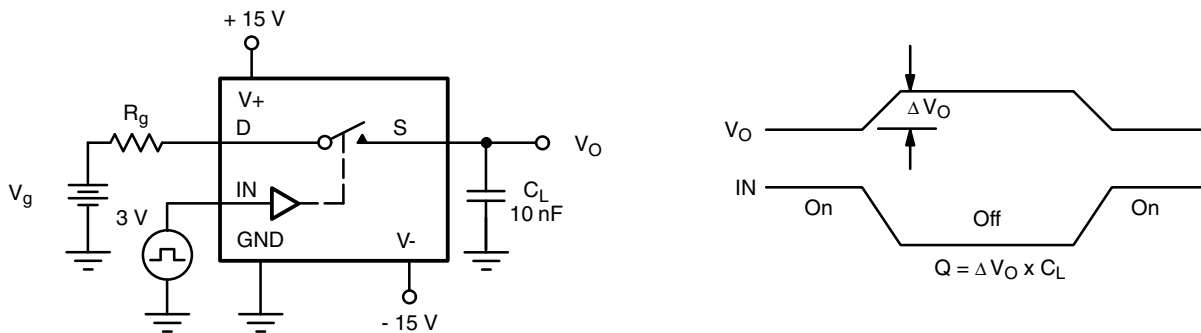 + 15 V
V+
Rg
D
S
VO
Vg
IN
3 V
CL
10 nF
GND
V-
- 15 V
ΔVO
VO
IN
On
Off
On
Q = ΔVO x CL